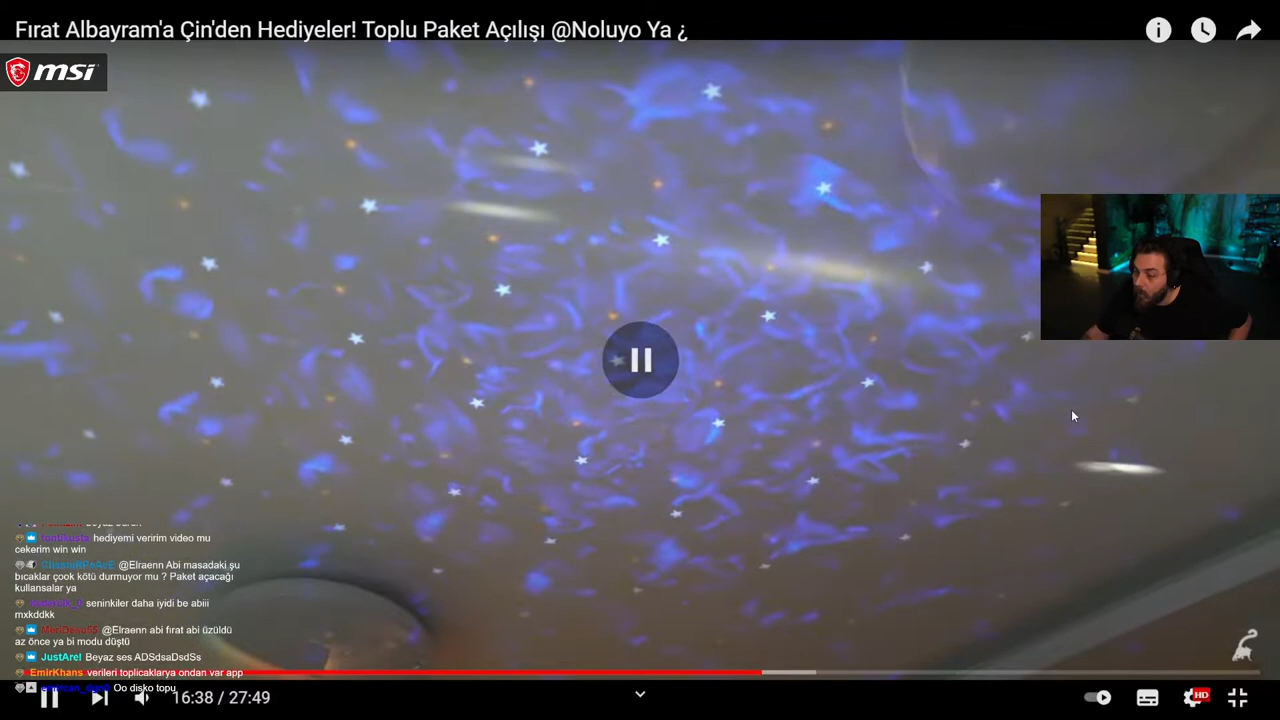 Fırat Albayram'a Çin'den Hediyeler! Toplu Paket Açılışı @Noluyo Ya ¿
msi
hediyemi veririm video mu
cekerim win win
@Elraenn Abi masadaki şu
bıcaklar çook kötü durmuyor mu ? Paket açacağı
kullansalar ya
seninkiler daha iyidi be abiii
mxkddkk
@Elraenn abi fırat abi üzüldü
az önce ya bi modu düştü
JustArel Beyaz ses ADSdsaDsdSs
EmirKhans verileri toplicaklarya ondan var app
Oo disko topu
16:38 / 27:49
HD